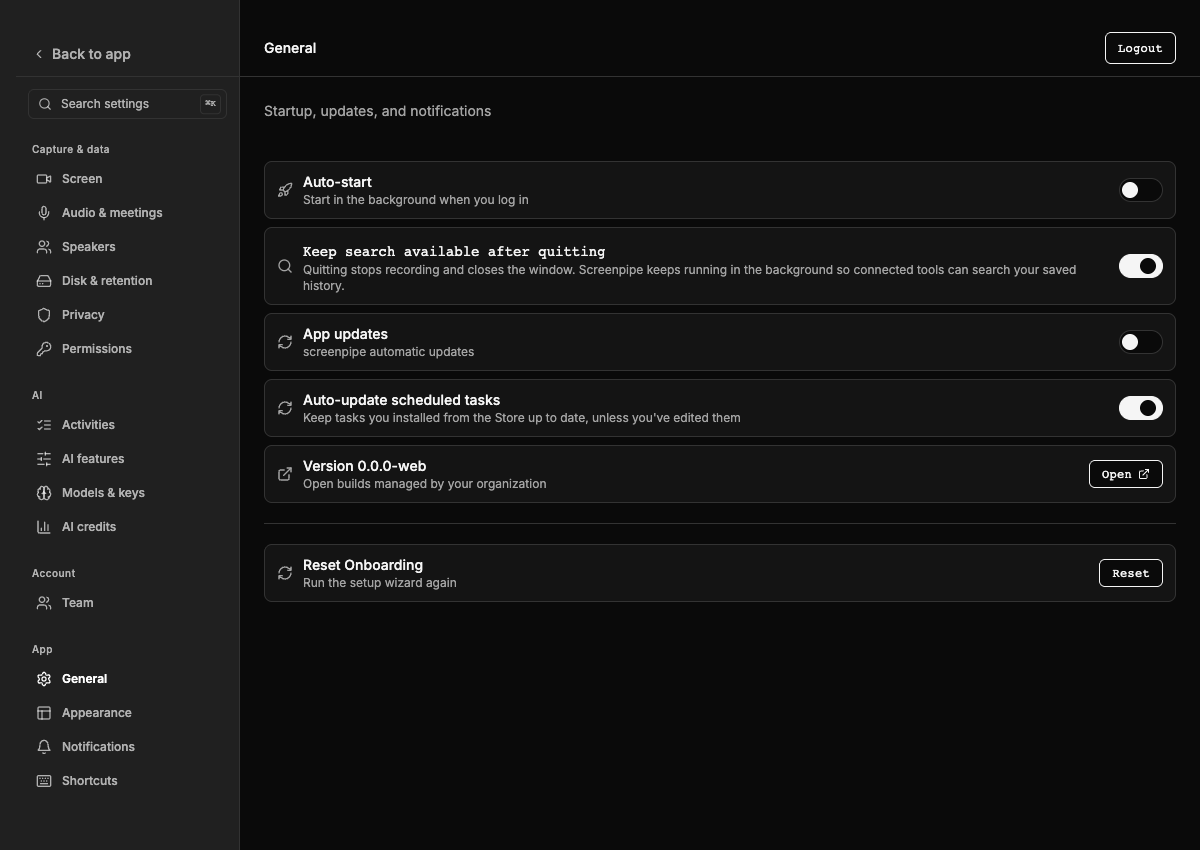 Back to app
Search settings
⌘K
Capture & data
Screen
Audio & meetings
Speakers
Disk & retention
Privacy
Permissions
AI
Activities
AI features
Models & keys
AI credits
Account
Team
App
General
Appearance
Notifications
Shortcuts
General
Logout
Startup, updates, and notifications
Auto-start
Start in the background when you log in
Keep search available after quitting
Quitting stops recording and closes the window. Screenpipe keeps running in the background so connected tools can search your saved
history.
App updates
screenpipe automatic updates
Auto-update scheduled tasks
Keep tasks you installed from the Store up to date, unless you've edited them
Version 0.0.0-web
Open builds managed by your organization
Open
Reset Onboarding
Run the setup wizard again
Reset